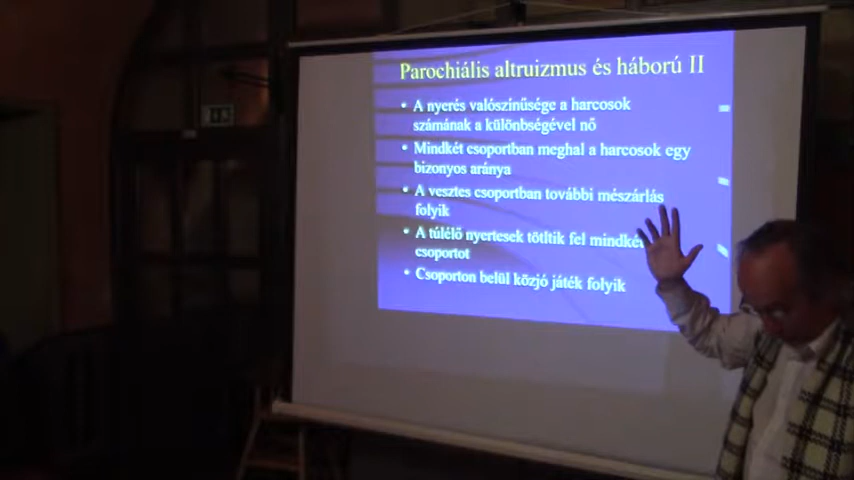 Parochiális altruizmus és háború II
• A nyerés valószínűsége a harcosok
számának a különbségével nő
• Mindkét csoportban meghal a harcosok egy
bizonyos aránya
• A vesztes csoportban további mészárlás
folyik
• A túlélő nyertesek töltik fel mindkét
csoportot
• Csoporton belül közjó játék folyik